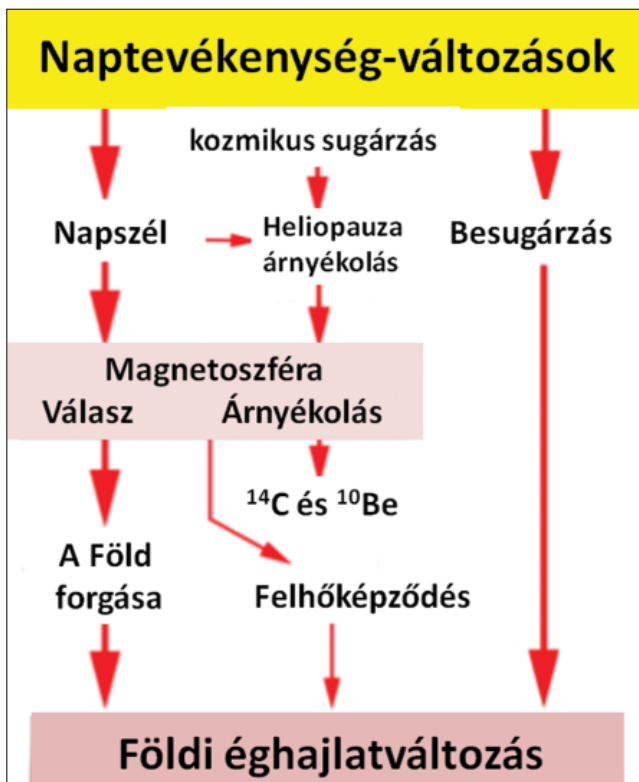 Naptevékenység-változások
kozmikus sugárzás
Napszél
Heliopauza
árnyékolás
Besugárzás
Magnetoszféra
Válasz
Árnyékolás
¹⁴C és ¹⁰Be
A Föld
forgása
Felhőképződés
Földi éghajlatváltozás